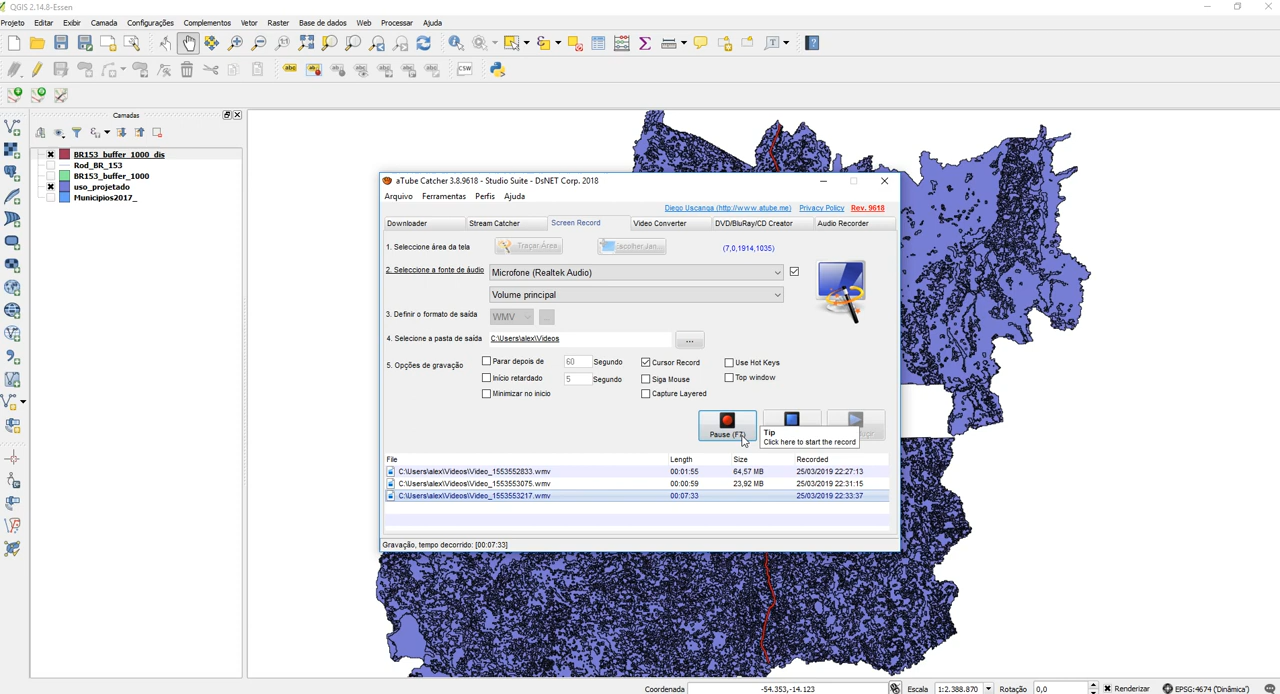 QGIS 2.14.8-Essen
Projeto Editar Exibir Camada Configurações Complementos Vetor Raster Base de dados Web Processar Ajuda
abc abc CSW
Camadas
BR153_buffer_1000_dis
Rod_BR_153
BR153_buffer_1000
uso_projetado
Municipios2017_
aTube Catcher 3.8.9618 - Studio Suite - DsNET Corp. 2018
Arquivo Ferramentas Perfis Ajuda
Diego Uscanga (http://www.atube.me) Privacy Policy Rev. 9618
Downloader Stream Catcher Screen Record Video Converter DVD/BluRay/CD Creator Audio Recorder
1. Seleccione área da tela Traçar Área Escolher Jan... (7,0,1914,1035)
2. Seleccione a fonte de áudio Microfone (Realtek Audio)
Volume principal
3. Definir o formato de saída WMV ...
4. Selecione a pasta de saída C:\Users\alex\Videos ...
5. Opções de gravação Parar depois de 60 Segundo Cursor Record Use Hot Keys
Início retardado 5 Segundo Siga Mouse Top window
Minimizar no início Capture Layered
Pause (F7)
Tip
Click here to start the record
File Length Size Recorded
C:\Users\alex\Videos\Video_1553552833.wmv 00:01:55 64,57 MB 25/03/2019 22:27:13
C:\Users\alex\Videos\Video_1553553075.wmv 00:00:59 23,92 MB 25/03/2019 22:31:15
C:\Users\alex\Videos\Video_1553553217.wmv 00:07:33 25/03/2019 22:33:37
Gravação, tempo decorrido: [00:07:33]
Coordenada -54.353,-14.123 Escala 1:2.388.870 Rotação 0,0 Renderizar EPSG:4674 ('Dinâmica')